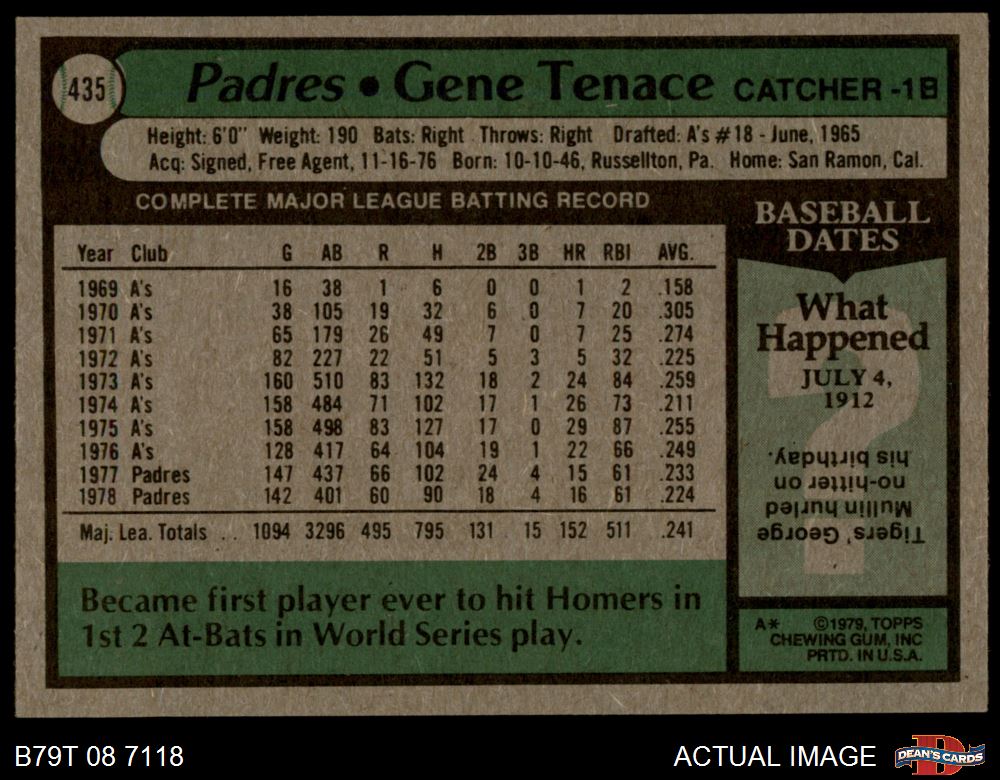 435
Padres • Gene Tenace CATCHER -1B
Height: 6'0" Weight: 190 Bats: Right Throws: Right Drafted: A's #18 - June, 1965
Acq: Signed, Free Agent, 11-16-76 Born: 10-10-46, Russellton, Pa. Home: San Ramon, Cal.
COMPLETE MAJOR LEAGUE BATTING RECORD
Year Club G AB R H 2B 3B HR RBI AVG.
1969 A's 16 38 1 6 0 0 1 2 .158
1970 A's 38 105 19 32 6 0 7 20 .305
1971 A's 65 179 26 49 7 0 7 25 .274
1972 A's 82 227 22 51 5 3 5 32 .225
1973 A's 160 510 83 132 18 2 24 84 .259
1974 A's 158 484 71 102 17 1 26 73 .211
1975 A's 158 498 83 127 17 0 29 87 .255
1976 A's 128 417 64 104 19 1 22 66 .249
1977 Padres 147 437 66 102 24 4 15 61 .233
1978 Padres 142 401 60 90 18 4 16 61 .224
Maj. Lea. Totals . . 1094 3296 495 795 131 15 152 511 .241
Became first player ever to hit Homers in
1st 2 At-Bats in World Series play.
BASEBALL
DATES
What
Happened
JULY 4,
1912
Tigers' George
Mullin hurled
no-hitter on
his birthday.
A* ©1979, TOPPS
CHEWING GUM, INC
PRTD. IN U.S.A.
B79T 08 7118
ACTUAL IMAGE
D
DEAN'S CARDS